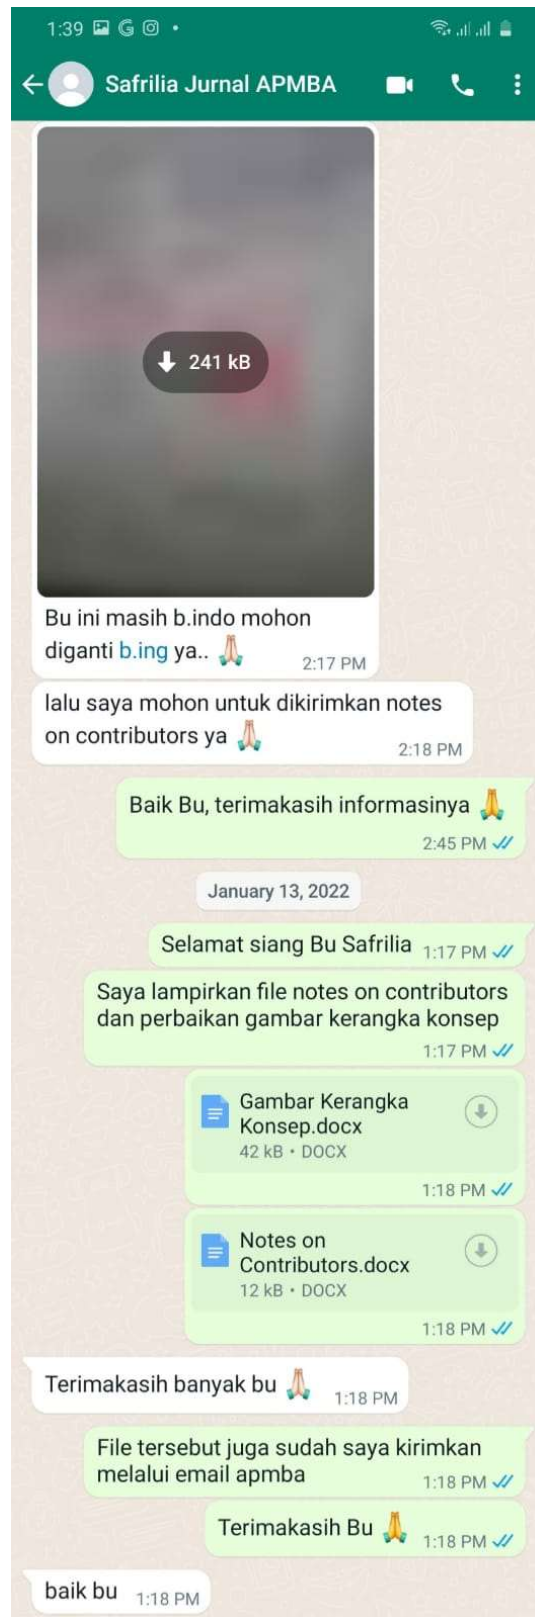 1:39
Safrilia Jurnal APMBA
241 kB
Bu ini masih b.indo mohon
diganti b.ing ya.. 🙏🏻
2:17 PM
lalu saya mohon untuk dikirimkan notes
on contributors ya 🙏🏻
2:18 PM
Baik Bu, terimakasih informasinya 🙏
2:45 PM
January 13, 2022
Selamat siang Bu Safrilia 1:17 PM
Saya lampirkan file notes on contributors
dan perbaikan gambar kerangka konsep
1:17 PM
Gambar Kerangka
Konsep.docx
42 kB • DOCX
1:18 PM
Notes on
Contributors.docx
12 kB • DOCX
1:18 PM
Terimakasih banyak bu 🙏🏻 1:18 PM
File tersebut juga sudah saya kirimkan
melalui email apmba 1:18 PM
Terimakasih Bu 🙏 1:18 PM
baik bu 1:18 PM